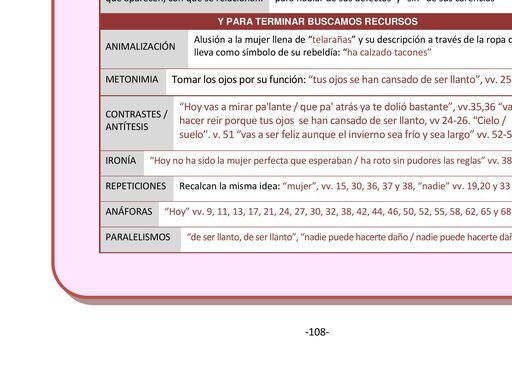 que aparecen, con qué se relacionan.
para hablar de sus defectos y "sin" de sus carencias
Y PARA TERMINAR BUSCAMOS RECURSOS
ANIMALIZACIÓN
Alusión a la mujer llena de “telarañas” y su descripción a través de la ropa
lleva como símbolo de su rebeldía: “ha calzado tacones”
METONIMIA
Tomar los ojos por su función: “tus ojos se han cansado de ser llanto”, vv. 25
CONTRASTES /
ANTÍTESIS
“Hoy vas a mirar pa'lante / que pa' atrás ya te dolió bastante”, vv.35,36 “va
hacer reír porque tus ojos se han cansado de ser llanto, vv 24-26. “Cielo /
suelo”. v. 51 “vas a ser feliz aunque el invierno sea frío y sea largo” vv. 52-5
IRONÍA
“Hoy no ha sido la mujer perfecta que esperaban / ha roto sin pudores las reglas” vv. 38
REPETICIONES
Recalcan la misma idea: “mujer”, vv. 15, 30, 36, 37 y 38, “nadie” vv. 19,20 y 33
ANÁFORAS
“Hoy” vv. 9, 11, 13, 17, 21, 24, 27, 30, 32, 38, 42, 44, 46, 50, 52, 55, 58, 62, 65 y 68
PARALELISMOS
“de ser llanto, de ser llanto”, “nadie puede hacerte daño / nadie puede hacerte dañ
-108-